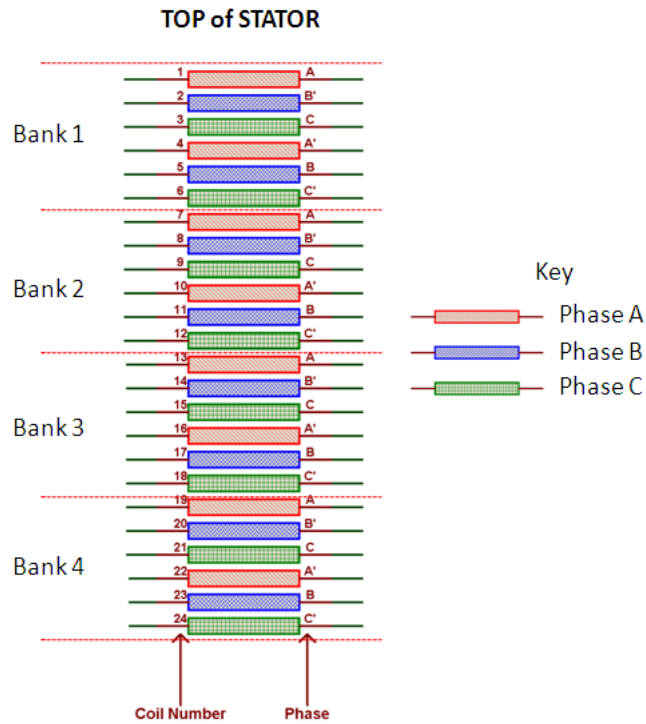 TOP of STATOR
1 A
2 B'
Bank 1
3 C
4 A'
5 B
6 C'
7 A
8 B'
9 C
Bank 2
10 A'
11 B
12 C'
13 A
14 B'
15 C
Bank 3
16 A'
17 B
18 C'
19 A
20 B'
21 C
Bank 4
22 A'
23 B
24 C'
Coil Number Phase
Key
Phase A
Phase B
Phase C